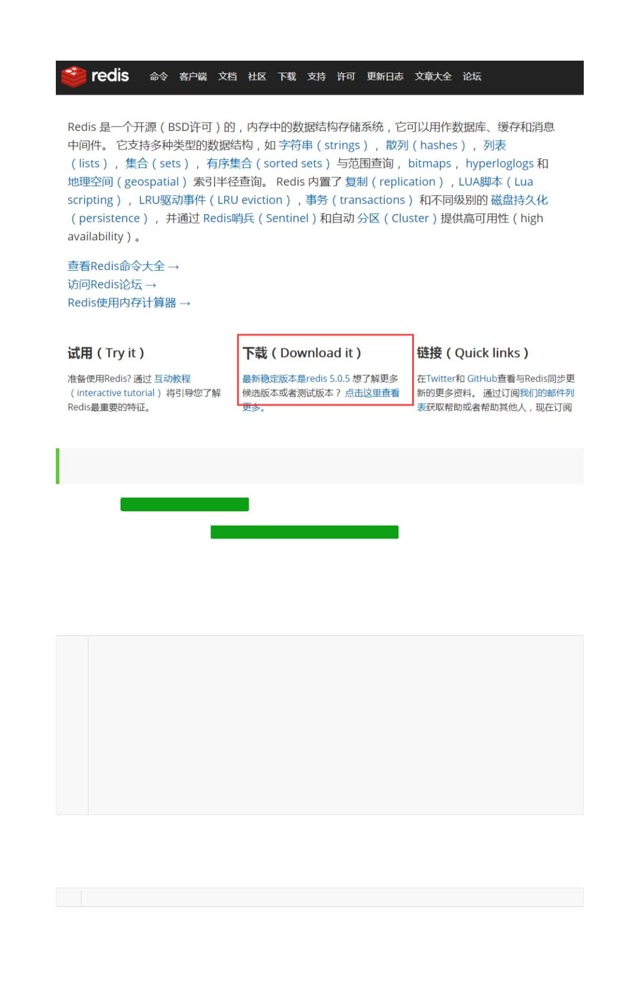 redis 命令 客户端 文档 社区 下载 支持 许可 更新日志 文章大全 论坛
Redis 是一个开源（BSD许可）的，内存中的数据结构存储系统，它可以用作数据库、缓存和消息
中间件。 它支持多种类型的数据结构，如 字符串（strings）， 散列（hashes）， 列表
（lists）， 集合（sets）， 有序集合（sorted sets） 与范围查询， bitmaps， hyperloglogs 和
地理空间（geospatial） 索引半径查询。 Redis 内置了 复制（replication），LUA脚本（Lua
scripting）， LRU驱动事件（LRU eviction），事务（transactions） 和不同级别的 磁盘持久化
（persistence）， 并通过 Redis哨兵（Sentinel）和自动 分区（Cluster）提供高可用性（high
availability）。
查看Redis命令大全 →
访问Redis论坛 →
Redis使用内存计算器 →
试用（Try it）
准备使用Redis? 通过 互动教程
（interactive tutorial） 将引导您了解
Redis最重要的特征。
下载（Download it）
最新稳定版本是redis 5.0.5 想了解更多
候选版本或者测试版本？ 点击这里查看
更多。
链接（Quick links）
在Twitter和 GitHub查看与Redis同步更
新的更多资料。 通过订阅我们的邮件列
表获取帮助或者帮助其他人，现在订阅